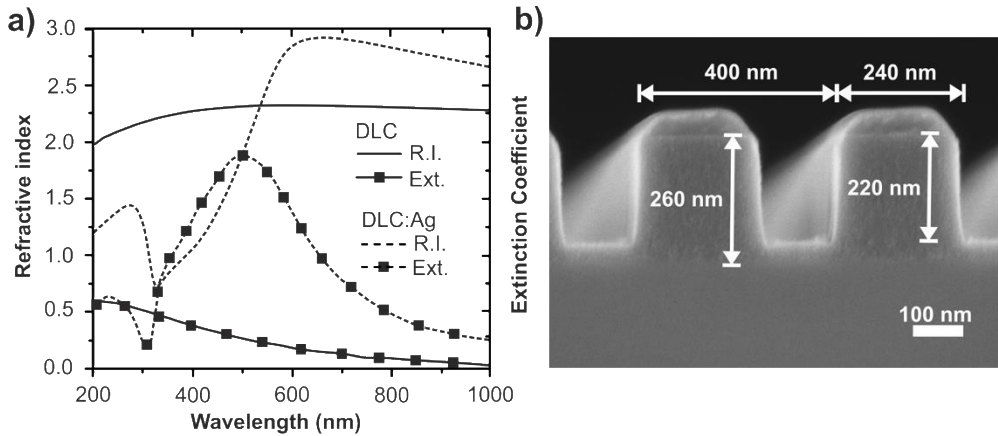 a)
Refractive index
3.0
2.5
2.0
1.5
1.0
0.5
0.0
200
400
600
800
1000
Wavelength (nm)
DLC
R.I.
Ext.
DLC:Ag
R.I.
Ext.
Extinction Coefficient
b)
400 nm
240 nm
260 nm
220 nm
100 nm